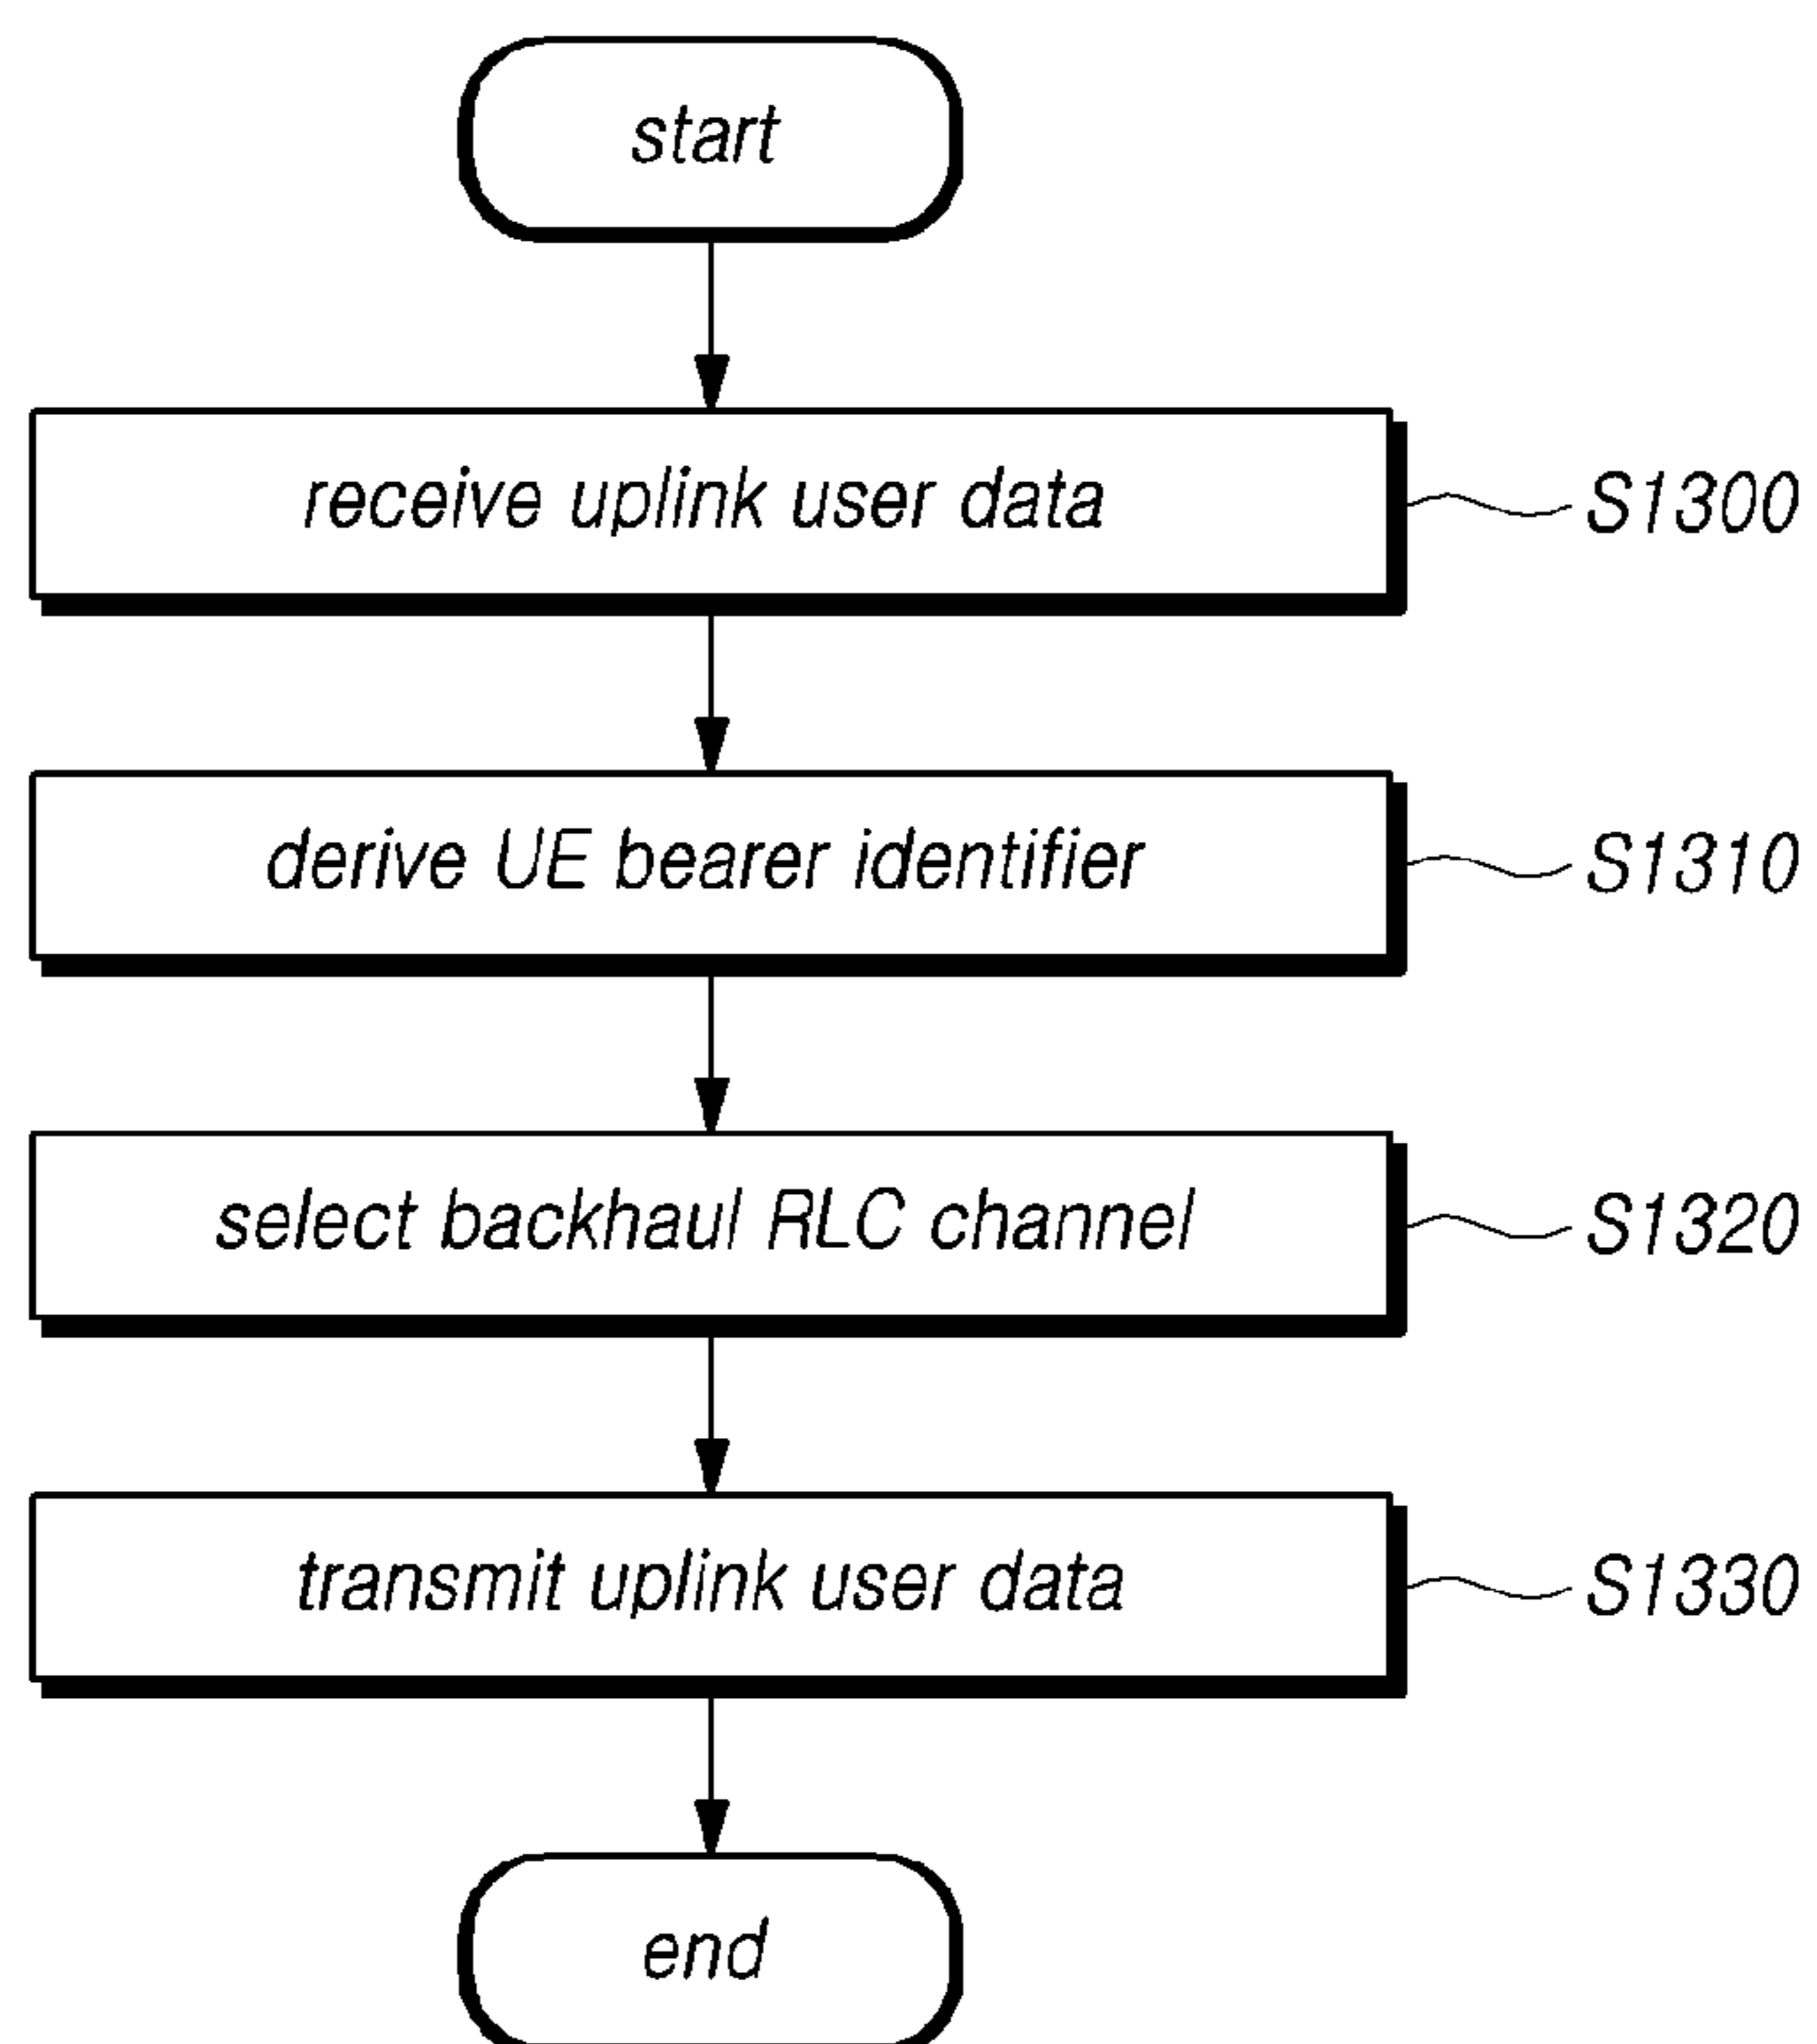 start
receive uplink user data S1300
derive UE bearer identifier S1310
select backhaul RLC channel S1320
transmit uplink user data S1330
end